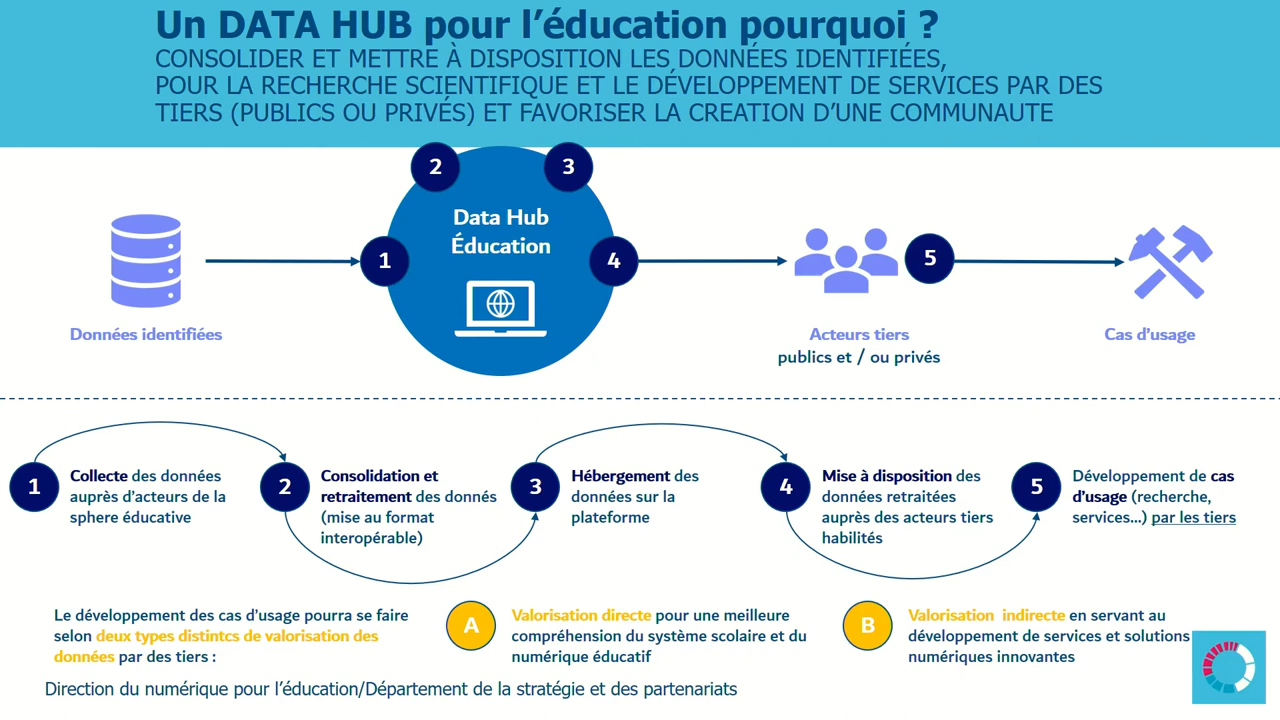 Un DATA HUB pour l’éducation pourquoi ?
CONSOLIDER ET METTRE À DISPOSITION LES DONNÉES IDENTIFIÉES,
POUR LA RECHERCHE SCIENTIFIQUE ET LE DÉVELOPPEMENT DE SERVICES PAR DES
TIERS (PUBLICS OU PRIVÉS) ET FAVORISER LA CREATION D’UNE COMMUNAUTE
2
3
Data Hub
Éducation
1
4
5
Données identifiées
Acteurs tiers
publics et / ou privés
Cas d’usage
1
Collecte des données
auprès d’acteurs de la
sphere éducative
2
Consolidation et
retraitement des donnés
(mise au format
interopérable)
3
Hébergement des
données sur la
plateforme
4
Mise à disposition des
données retraitées
auprès des acteurs tiers
habilités
5
Développement de cas
d’usage (recherche,
services...) par les tiers
Le développement des cas d’usage pourra se faire
selon deux types distintcs de valorisation des
données par des tiers :
A
Valorisation directe pour une meilleure
compréhension du système scolaire et du
numérique éducatif
B
Valorisation indirecte en servant au
développement de services et solutions
numériques innovantes
Direction du numérique pour l’éducation/Département de la stratégie et des partenariats